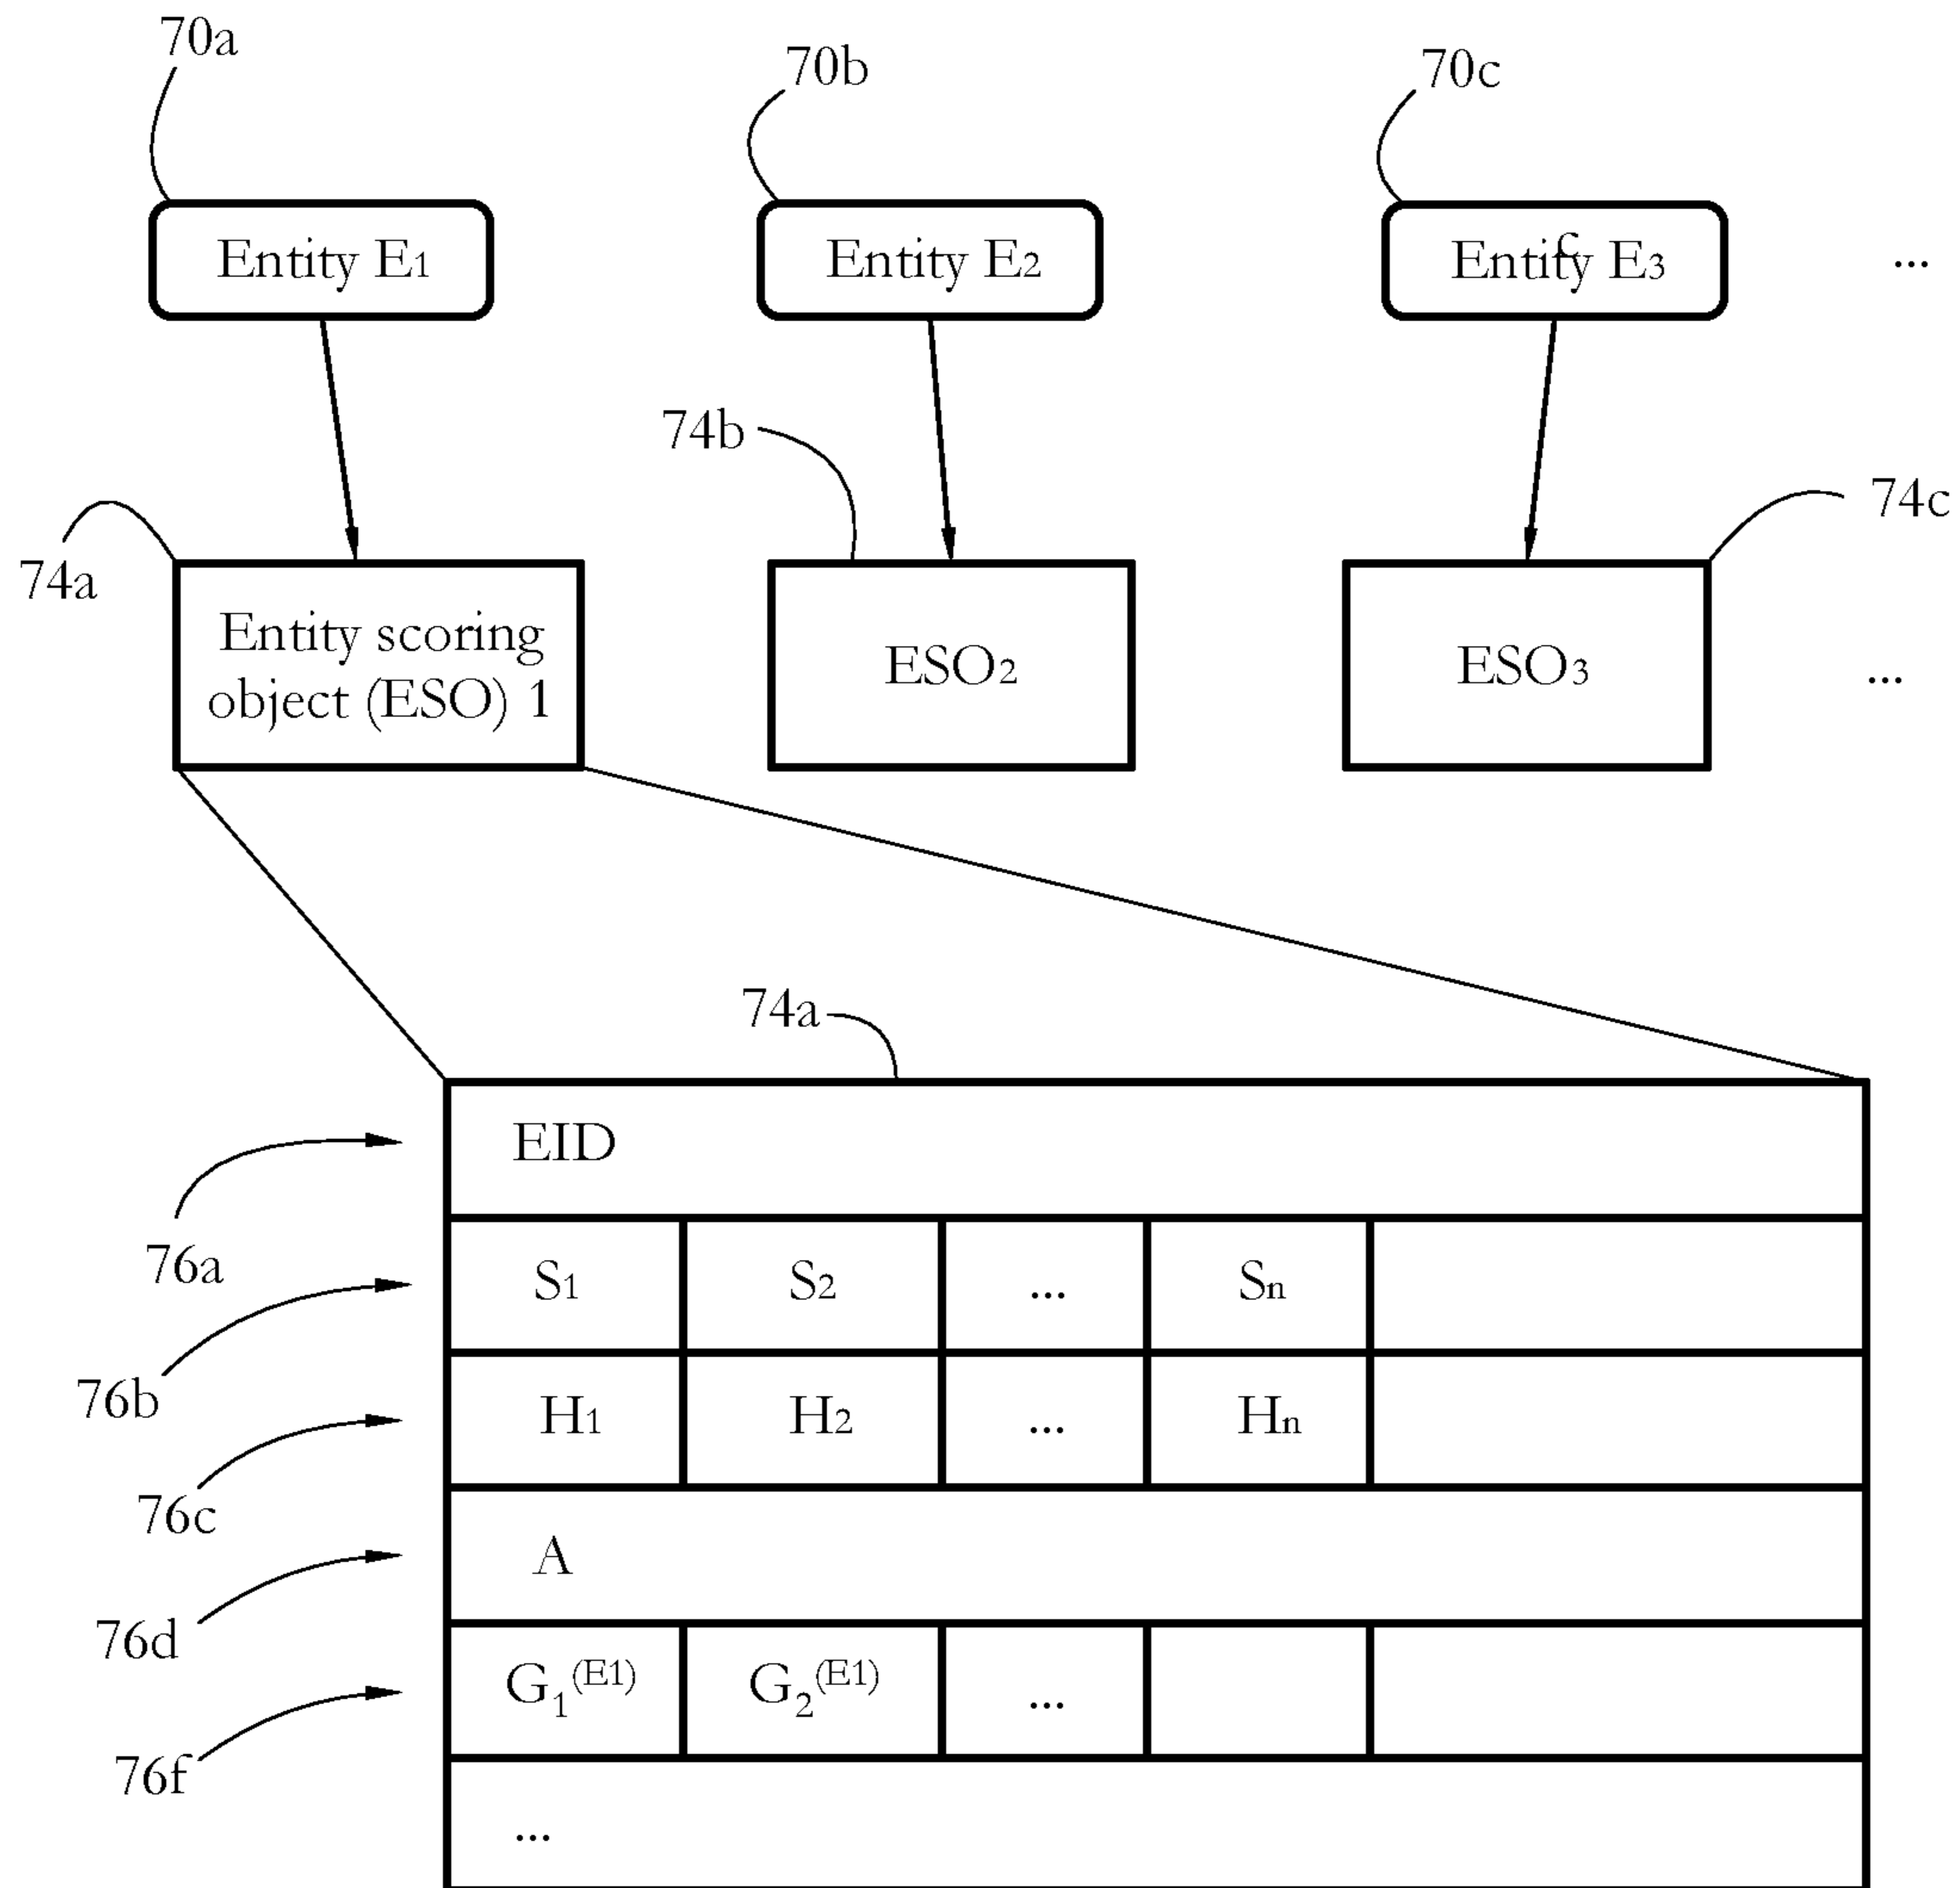 70a
70b
70c
Entity E1
Entity E2
Entity E3
...
74b
74c
74a
Entity scoring
object (ESO) 1
ESO2
ESO3
...
74a
EID
76a
S1 S2 ... Sn
76b
H1 H2 ... Hn
76c
A
76d
G1(E1) G2(E1) ...
76f
...